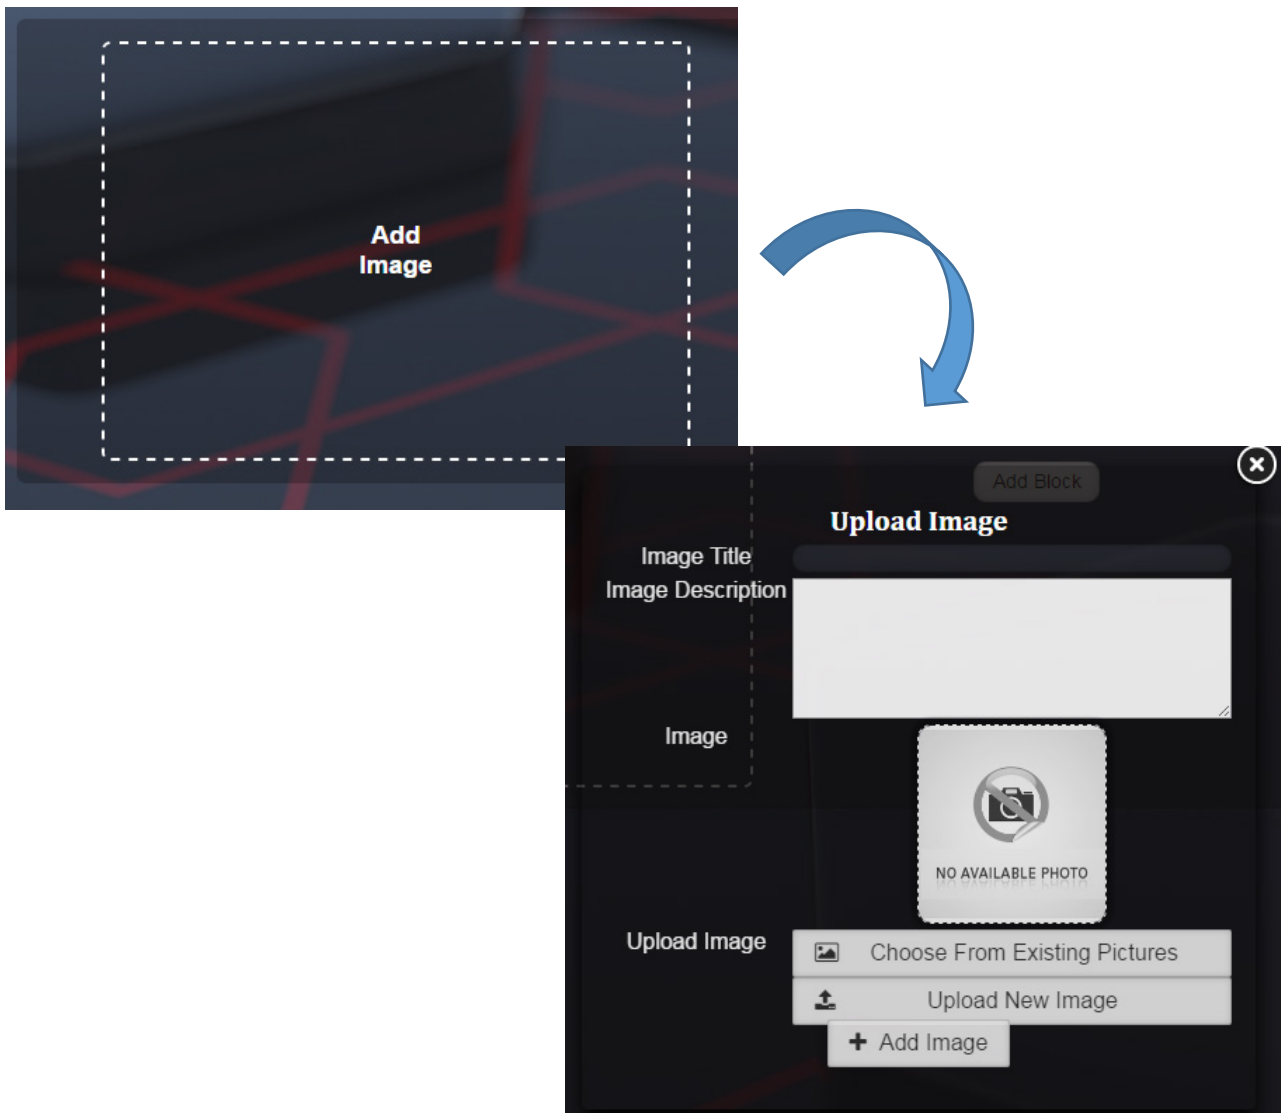 Add
Image
Add Block
Upload Image
Image Title
Image Description
Image
NO AVAILABLE PHOTO
Upload Image
Choose From Existing Pictures
Upload New Image
Add Image